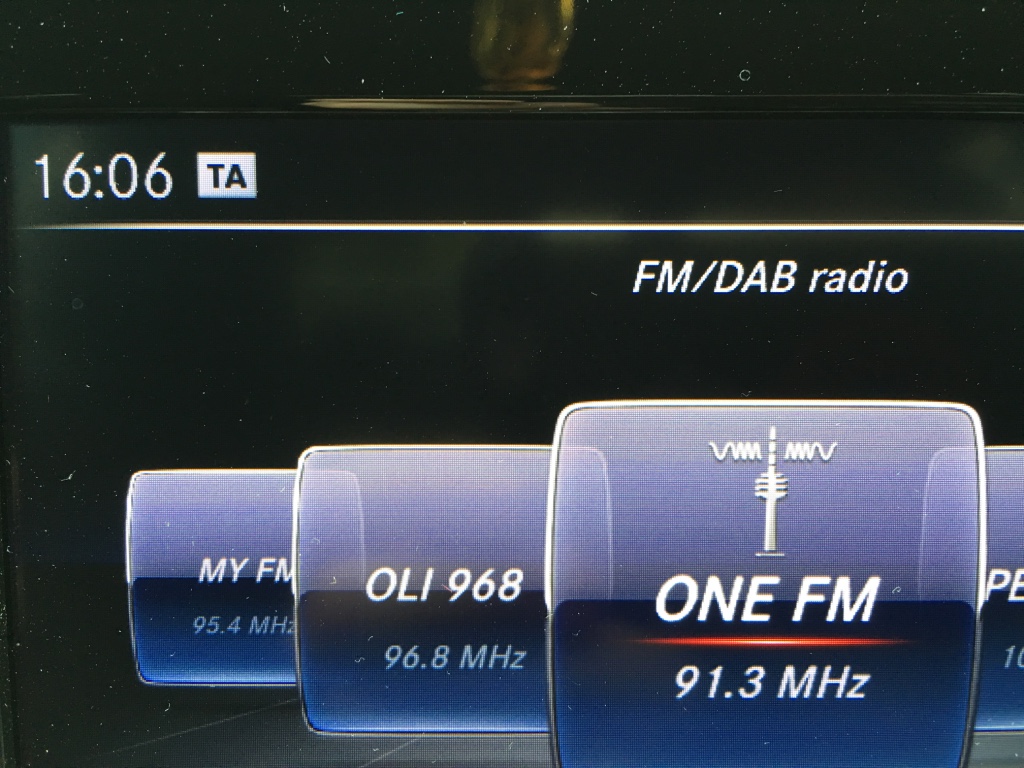 16:06 TA
FM/DAB radio
MY FM
95.4 MHz
OLI 968
96.8 MHz
ONE FM
91.3 MHz